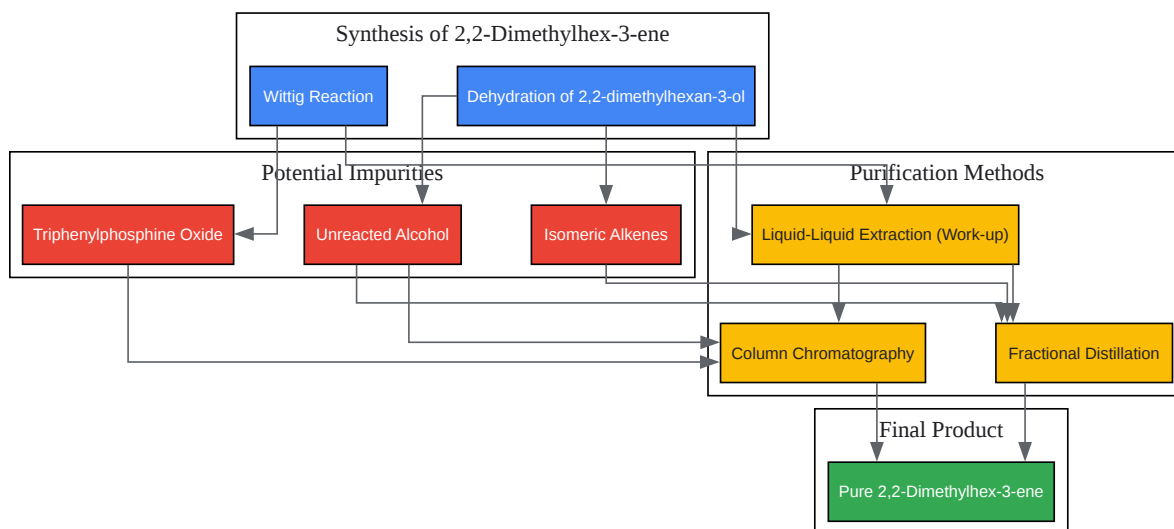 Synthesis of 2,2-Dimethylhex-3-ene
Wittig Reaction
Dehydration of 2,2-dimethylhexan-3-ol
Potential Impurities
Purification Methods
Triphenylphosphine Oxide
Unreacted Alcohol
Isomeric Alkenes
Liquid-Liquid Extraction (Work-up)
Column Chromatography
Fractional Distillation
Final Product
Pure 2,2-Dimethylhex-3-ene